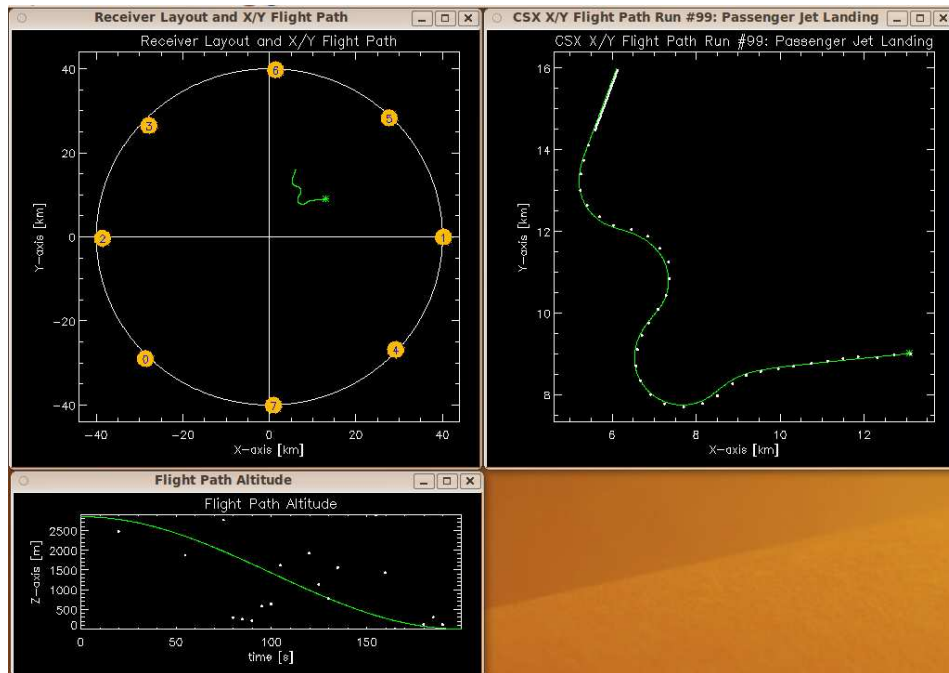 Receiver Layout and X/Y Flight Path
Receiver Layout and X/Y Flight Path
40
20
0
-20
-40
Y-axis [km]
6
5
3
2
1
0
4
7
-40 -20 0 20 40
X-axis [km]
CSX X/Y Flight Path Run #99: Passenger Jet Landing
CSX X/Y Flight Path Run #99: Passenger Jet Landing
16
14
12
10
8
Y-axis [km]
6 8 10 12
X-axis [km]
Flight Path Altitude
Flight Path Altitude
2500
2000
1500
1000
500
0
Z-axis [m]
0 50 100 150
time [s]